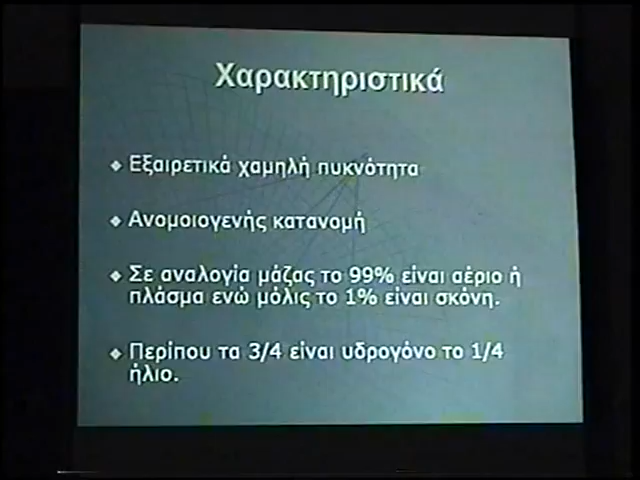 Χαρακτηριστικά
❖ Εξαιρετικά χαμηλή πυκνότητα
❖ Ανομοιογενής κατανομή
❖ Σε αναλογία μάζας το 99% είναι αέριο ή
πλάσμα ενώ μόλις το 1% είναι σκόνη.
❖ Περίπου τα 3/4 είναι υδρογόνο το 1/4
ήλιο.